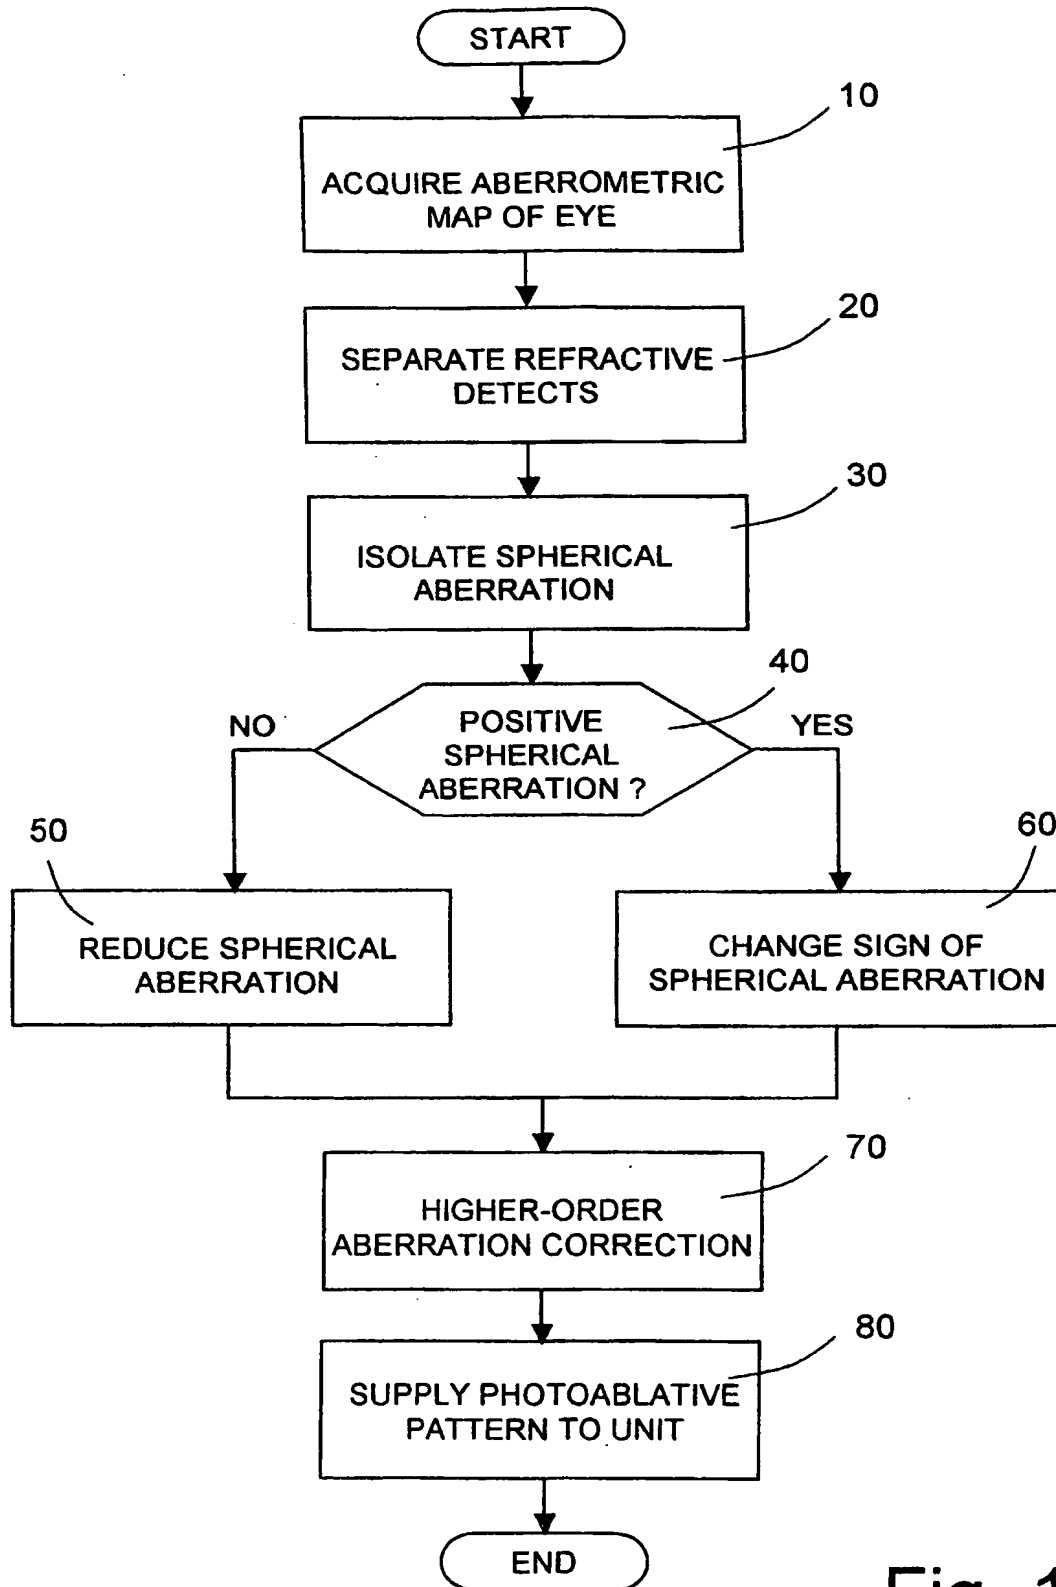 START
10
ACQUIRE ABERROMETRIC
MAP OF EYE
20
SEPARATE REFRACTIVE
DETECTS
30
ISOLATE SPHERICAL
ABERRATION
40
NO
POSITIVE
SPHERICAL
ABERRATION ?
YES
50
60
REDUCE SPHERICAL
ABERRATION
CHANGE SIGN OF
SPHERICAL ABERRATION
70
HIGHER-ORDER
ABERRATION CORRECTION
80
SUPPLY PHOTOABLATIVE
PATTERN TO UNIT
END
Fig. 1